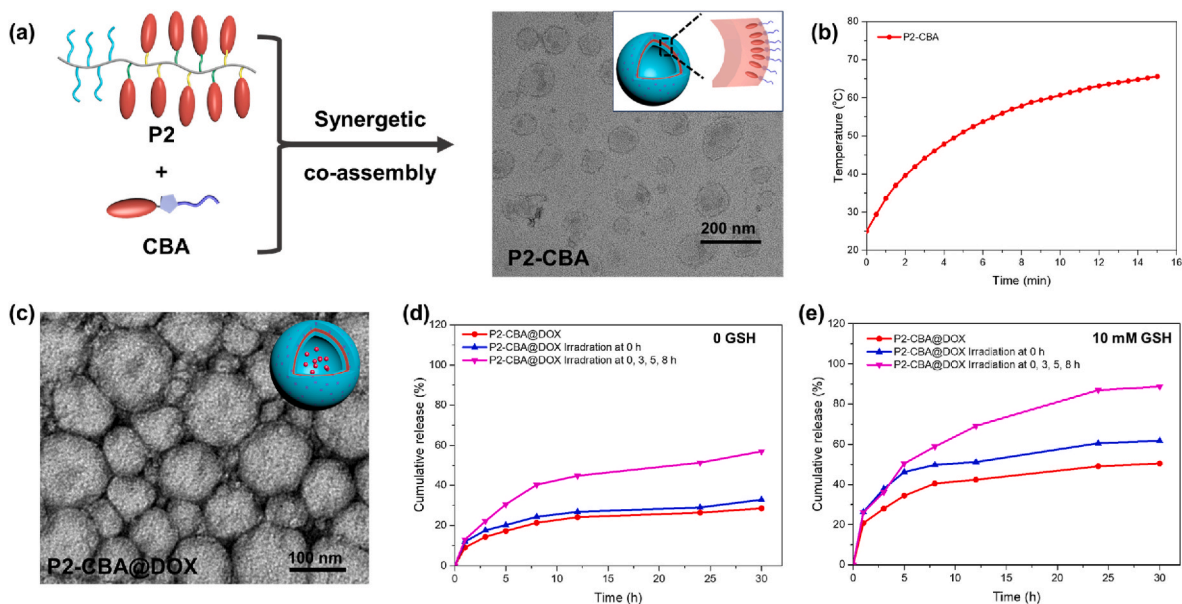 (a)
P2
+
CBA
Synergetic
co-assembly
P2-CBA
200 nm
(b)
P2-CBA
Temperature (°C)
80
70
60
50
40
30
20
0 2 4 6 8 10 12 14 16
Time (min)
(c)
P2-CBA@DOX
100 nm
(d)
P2-CBA@DOX
P2-CBA@DOX Irradration at 0 h
P2-CBA@DOX Irradration at 0, 3, 5, 8 h
0 GSH
Cumulative release (%)
120
100
80
60
40
20
0
0 5 10 15 20 25 30
Time (h)
(e)
P2-CBA@DOX
P2-CBA@DOX Irradiation at 0 h
P2-CBA@DOX Irradiation at 0, 3, 5, 8 h
10 mM GSH
Cumulative release (%)
120
100
80
60
40
20
0
0 5 10 15 20 25 30
Time (h)